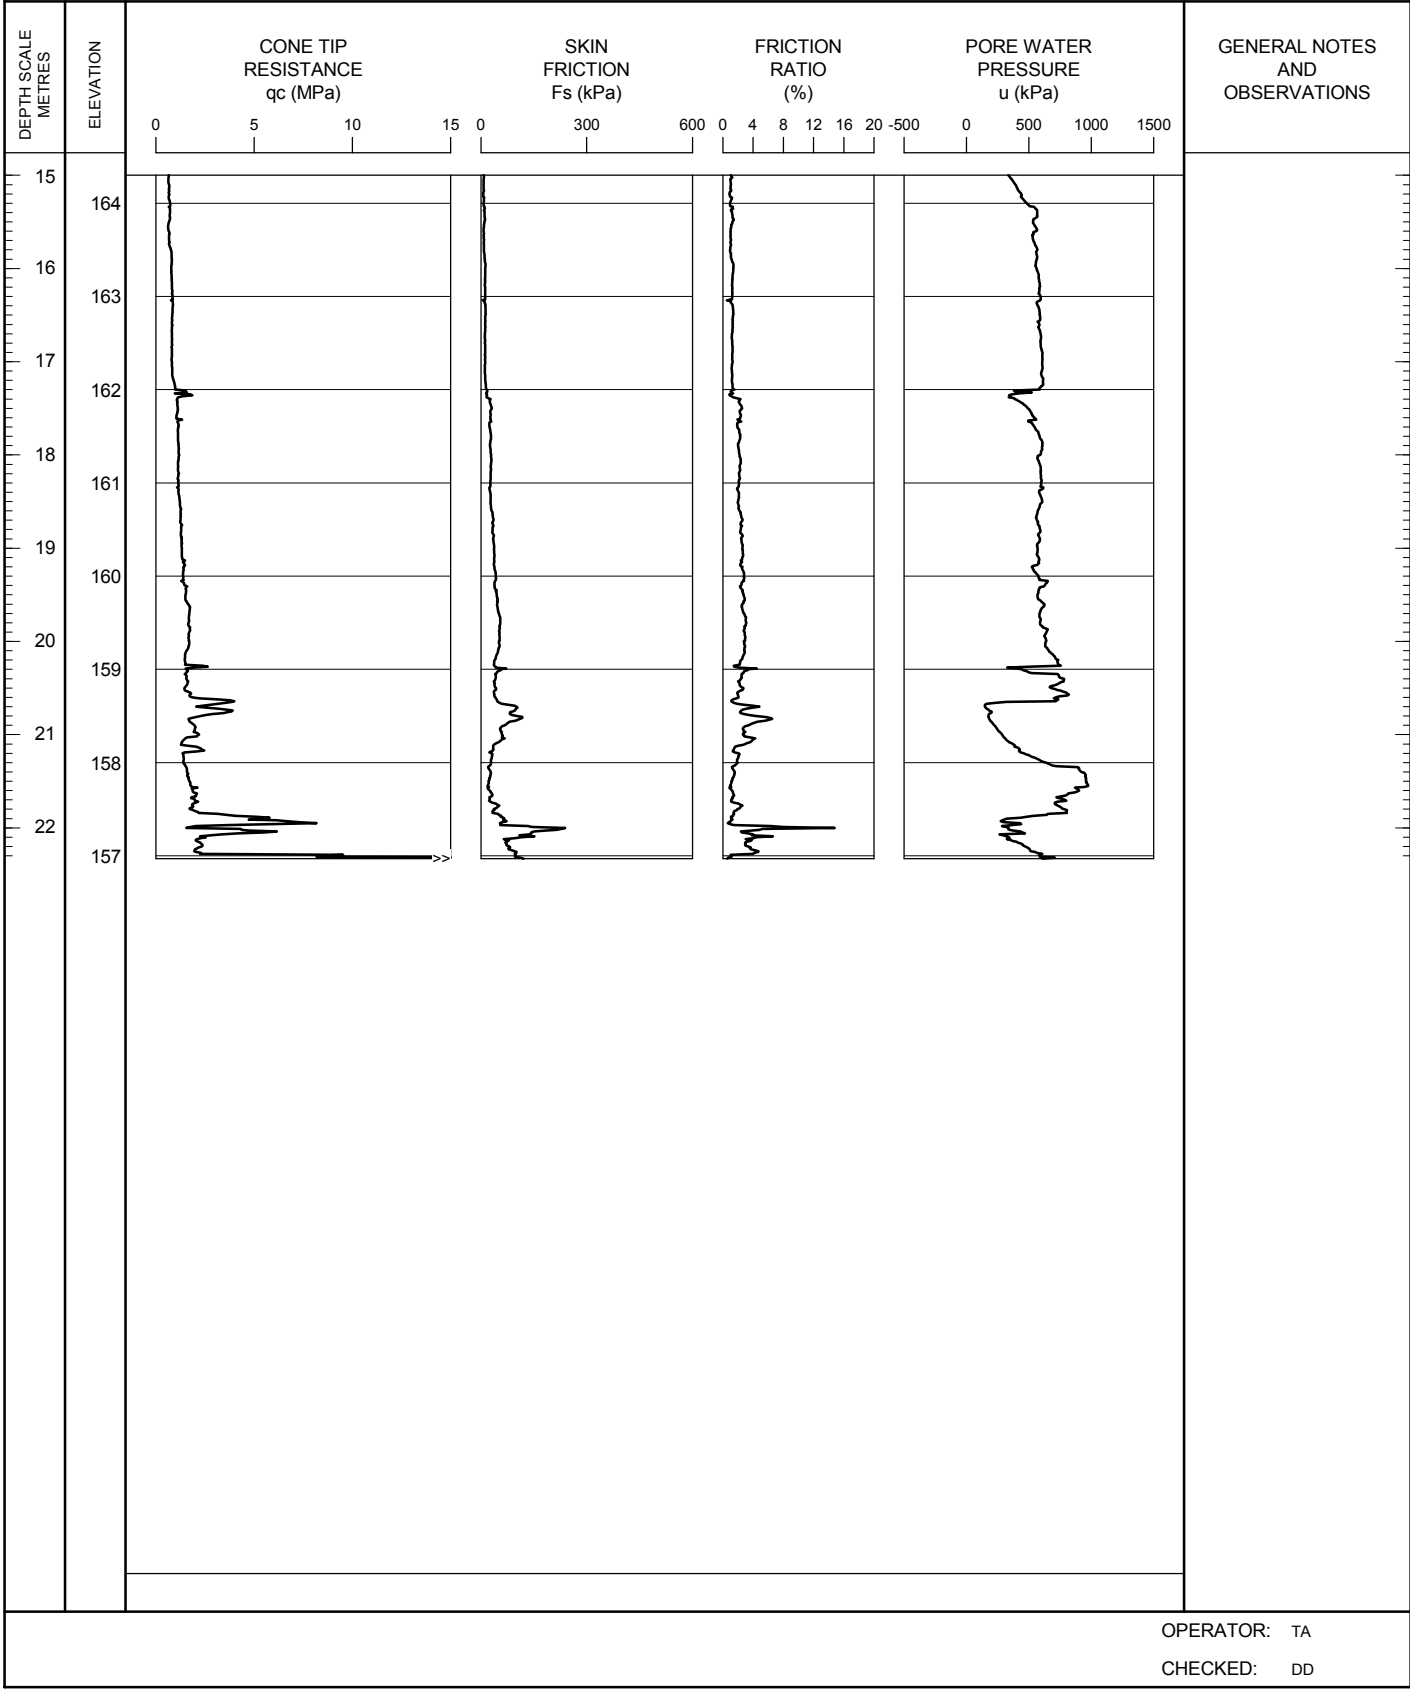 DEPTH SCALE
METRES
ELEVATION
CONE TIP
RESISTANCE
qc (MPa)
SKIN
FRICTION
Fs (kPa)
FRICTION
RATIO
(%)
PORE WATER
PRESSURE
u (kPa)
GENERAL NOTES
AND
OBSERVATIONS
0 5 10 15 0 300 600 0 4 8 12 16 20 -500 0 500 1000 1500
15
164
16
163
17
162
18
161
19
160
20
159
21
158
22
157
>>
OPERATOR: TA
CHECKED: DD